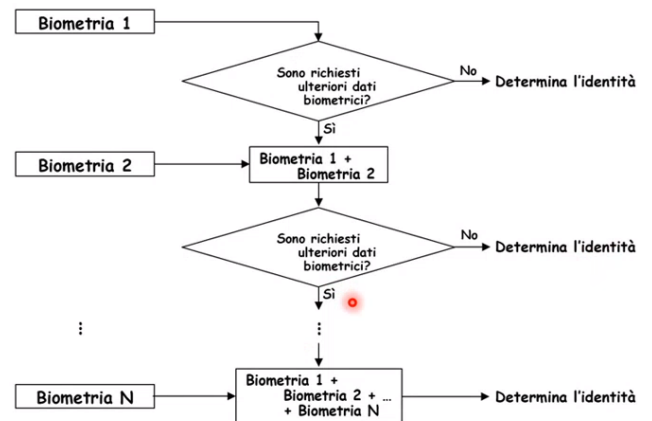 Biometria 1
Sono richiesti
ulteriori dati
biometrici?
No
Determina l'identità
Sì
Biometria 2
Biometria 1 +
Biometria 2
Sono richiesti
ulteriori dati
biometrici?
No
Determina l'identità
Sì
⋮
⋮
Biometria N
Biometria 1 +
Biometria 2 + ...
+ Biometria N
Determina l'identità